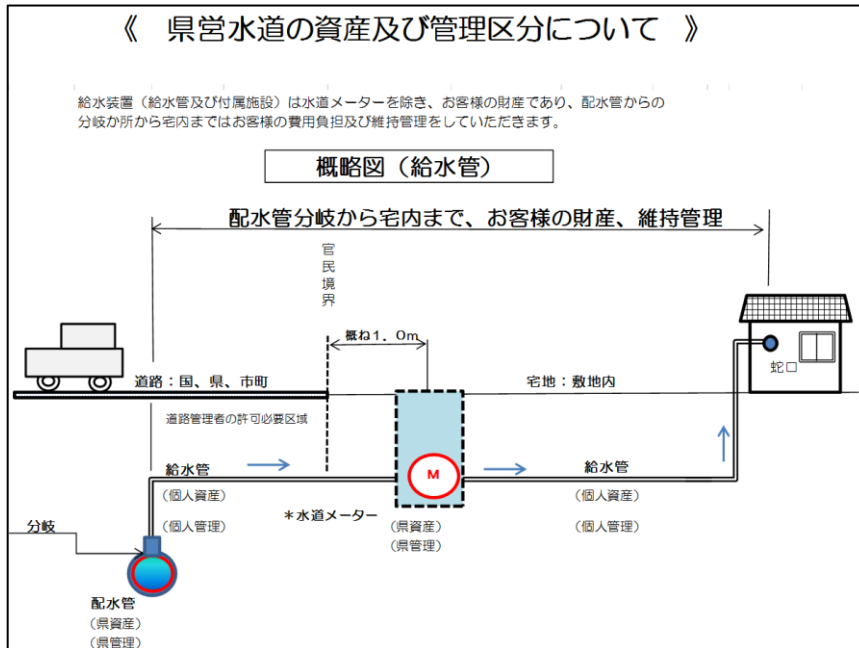 《 県営水道の資産及び管理区分について 》
給水装置（給水管及び付属施設）は水道メーターを除き、お客様の財産であり、配水管からの
分岐か所から宅内まではお客様の費用負担及び維持管理をしていただきます。
概略図（給水管）
配水管分岐から宅内まで、お客様の財産、維持管理
官民境界
概ね1．0m
道路：国、県、市町
宅地：敷地内
蛇口
道路管理者の許可必要区域
給水管
（個人資産）
（個人管理）
M
＊水道メーター
（県資産）
（県管理）
給水管
（個人資産）
（個人管理）
分岐
配水管
（県資産）
（県管理）